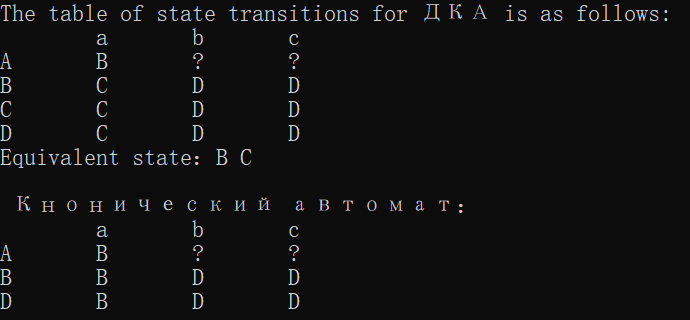 The table of state transitions for ДКА is as follows:
a b c
A B ? ?
B C D D
C C D D
D C D D
Equivalent state: B C
Кнонический автомат:
a b c
A B ? ?
B B D D
D B D D